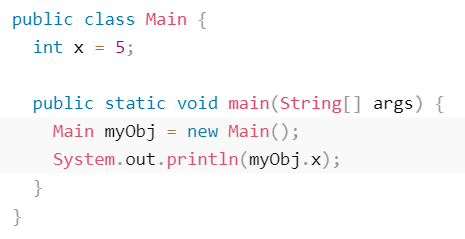 public class Main {
  int x = 5;

  public static void main(String[] args) {
    Main myObj = new Main();
    System.out.println(myObj.x);
  }
}